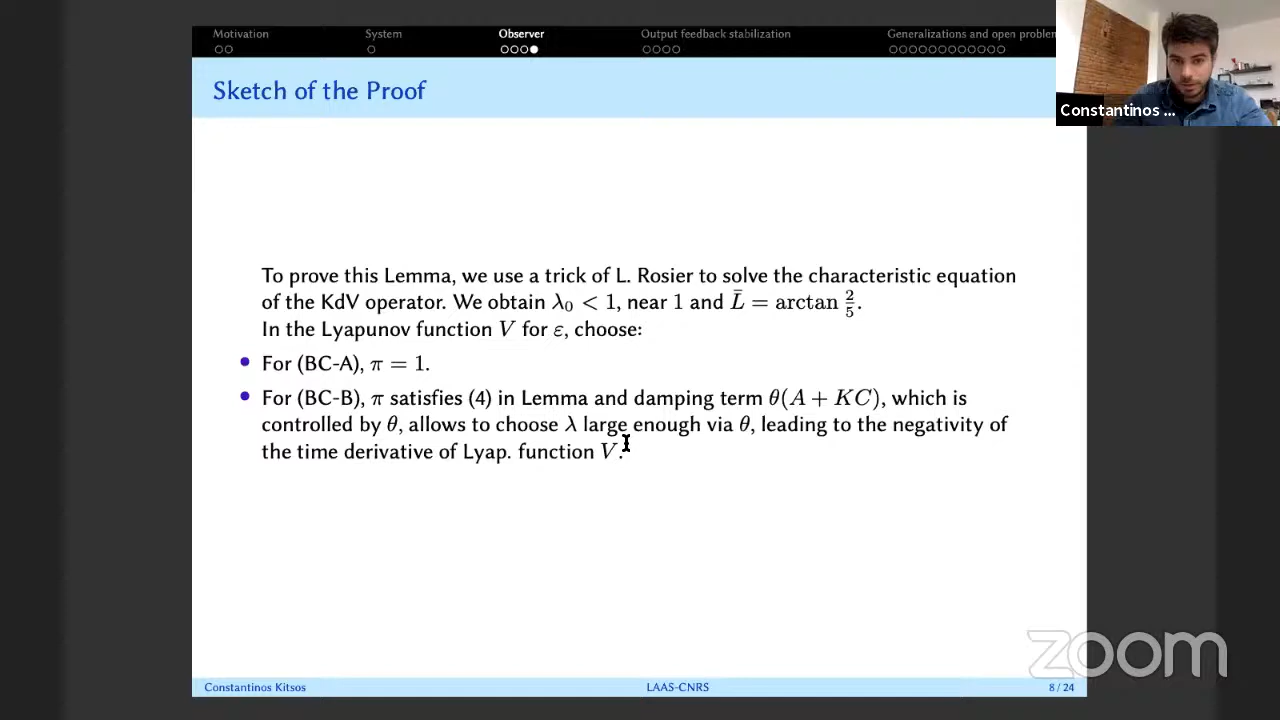 Motivation System Observer Output feedback stabilization Generalizations and open problem
Sketch of the Proof
Constantinos ...
To prove this Lemma, we use a trick of L. Rosier to solve the characteristic equation
of the KdV operator. We obtain λ₀ < 1, near 1 and L̄ = arctan 2/5.
In the Lyapunov function V for ε, choose:
• For (BC-A), π = 1.
• For (BC-B), π satisfies (4) in Lemma and damping term θ(A + KC), which is
controlled by θ, allows to choose λ large enough via θ, leading to the negativity of
the time derivative of Lyap. function V.
zoom
Constantinos Kitsos LAAS-CNRS 8 / 24